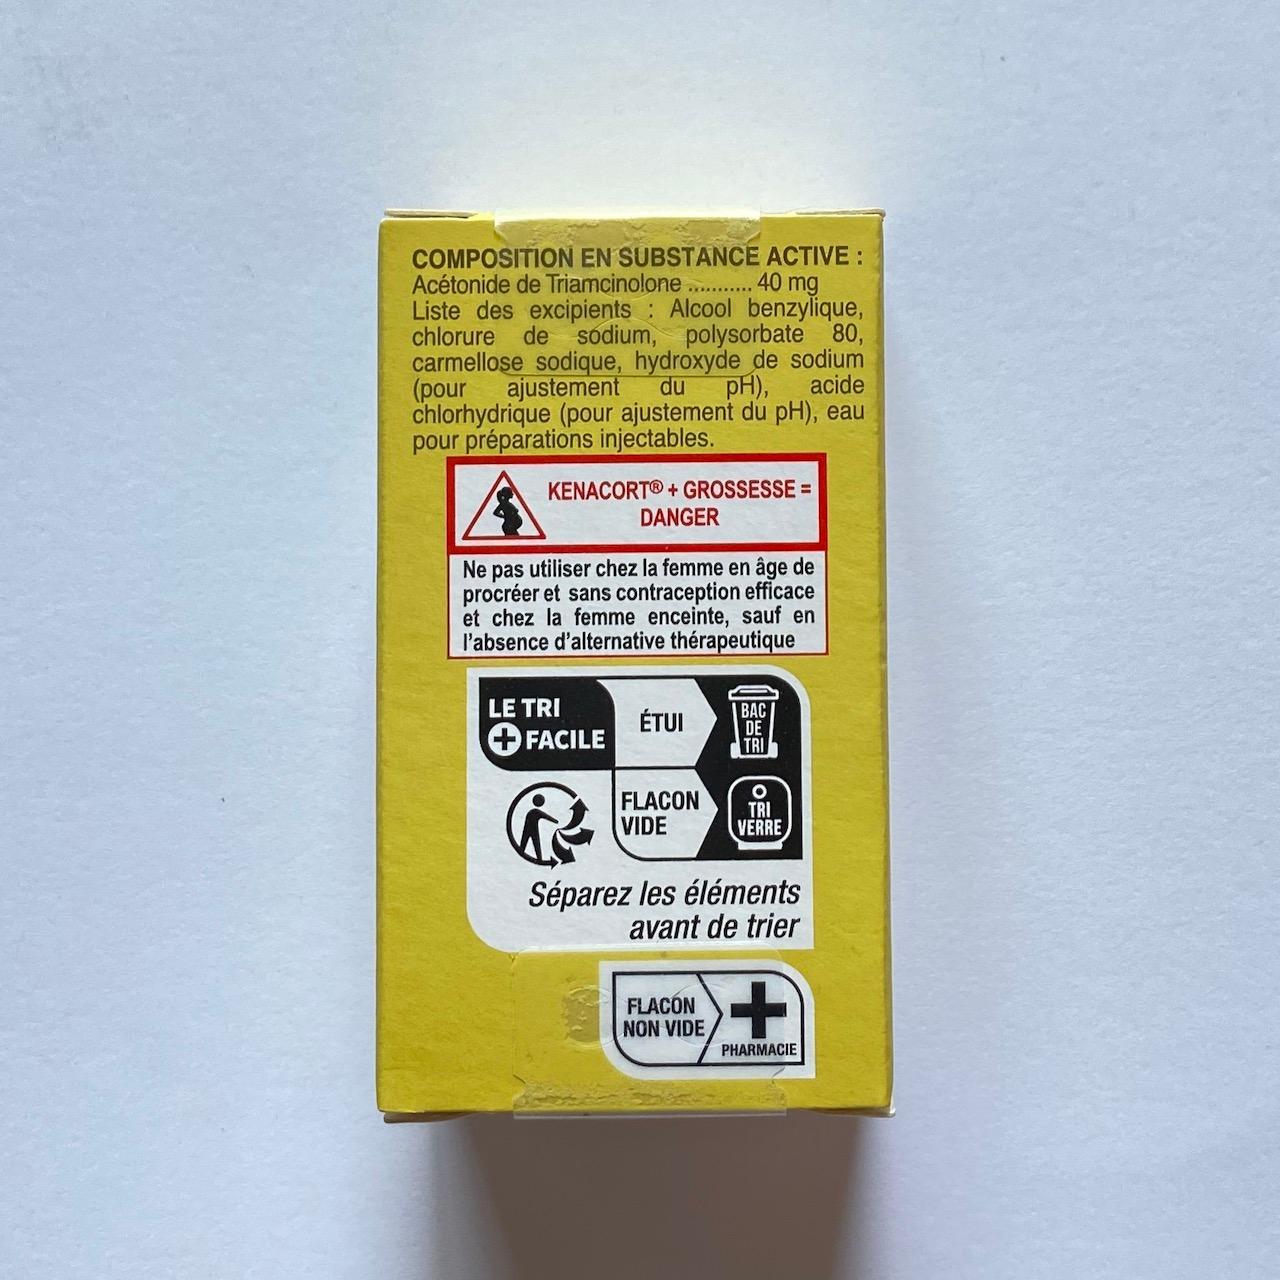 COMPOSITION EN SUBSTANCE ACTIVE :
Acétonide de Triamcinolone ........... 40 mg
Liste des excipients : Alcool benzylique,
chlorure de sodium, polysorbate 80,
carmellose sodique, hydroxyde de sodium
(pour ajustement du pH), acide
chlorhydrique (pour ajustement du pH), eau
pour préparations injectables.
KENACORT® + GROSSESSE =
DANGER
Ne pas utiliser chez la femme en âge de
procréer et sans contraception efficace
et chez la femme enceinte, sauf en
l'absence d'alternative thérapeutique
LE TRI
+ FACILE
ÉTUI
BAC
DE
TRI
FLACON
VIDE
TRI
VERRE
Séparez les éléments
avant de trier
FLACON
NON VIDE
PHARMACIE